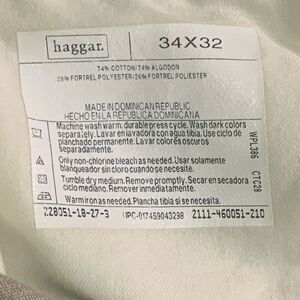 haggar.
34X32
74% COTTON/74% ALGODON
26% FORTREL POLYESTER/26% FORTREL POLIESTER
MADE IN DOMINICAN REPUBLIC
HECHO EN LA REPUBLICA DOMINICANA
Machine wash warm, durable press cycle. Wash dark colors
separately. Lavar en lavadora con agua tibia. Use ciclo de
planchado permanente. Lavar colores oscuros
separadamente.
Only non-chlorine bleach as needed. Usar solamente
blanqueador sin cloro cuando se necesite.
Tumble dry medium. Remove promptly. Secar en secadora
ciclo mediano. Remover inmediatamente.
Warm iron as needed. Plancha tibia si se necesite.
WPL386
CTC28
228051-18-27-3
UPC-017459043298
2111-460051-210